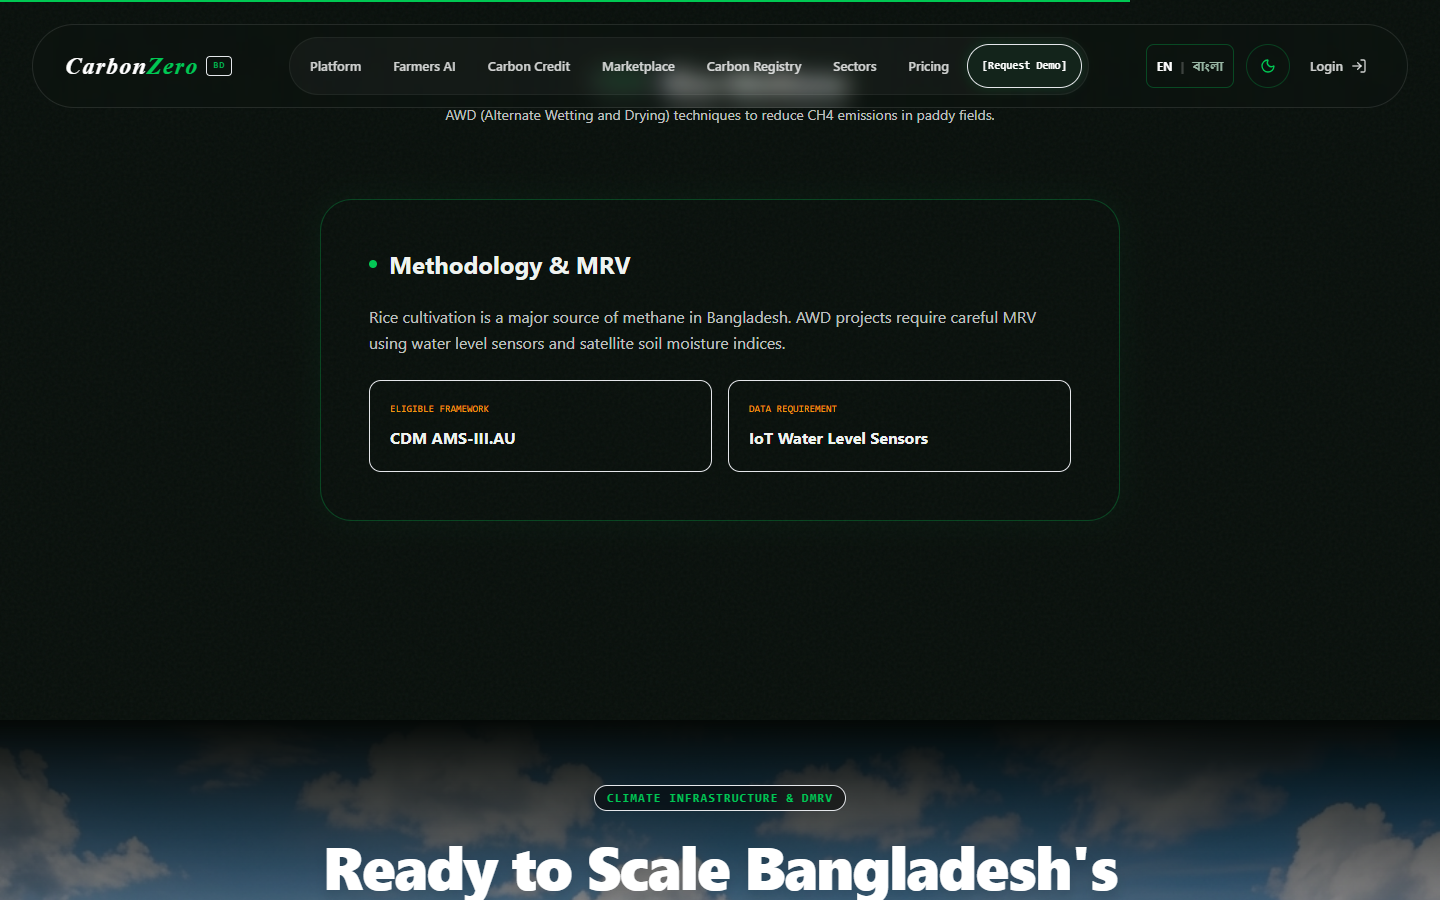 CarbonZero BD
Platform
Farmers AI
Carbon Credit
Marketplace
Carbon Registry
Sectors
Pricing
[Request Demo]
EN | বাংলা
Login
AWD (Alternate Wetting and Drying) techniques to reduce CH4 emissions in paddy fields.
Methodology & MRV
Rice cultivation is a major source of methane in Bangladesh. AWD projects require careful MRV
using water level sensors and satellite soil moisture indices.
ELIGIBLE FRAMEWORK
CDM AMS-III.AU
DATA REQUIREMENT
IoT Water Level Sensors
CLIMATE INFRASTRUCTURE & DMRV
Ready to Scale Bangladesh's